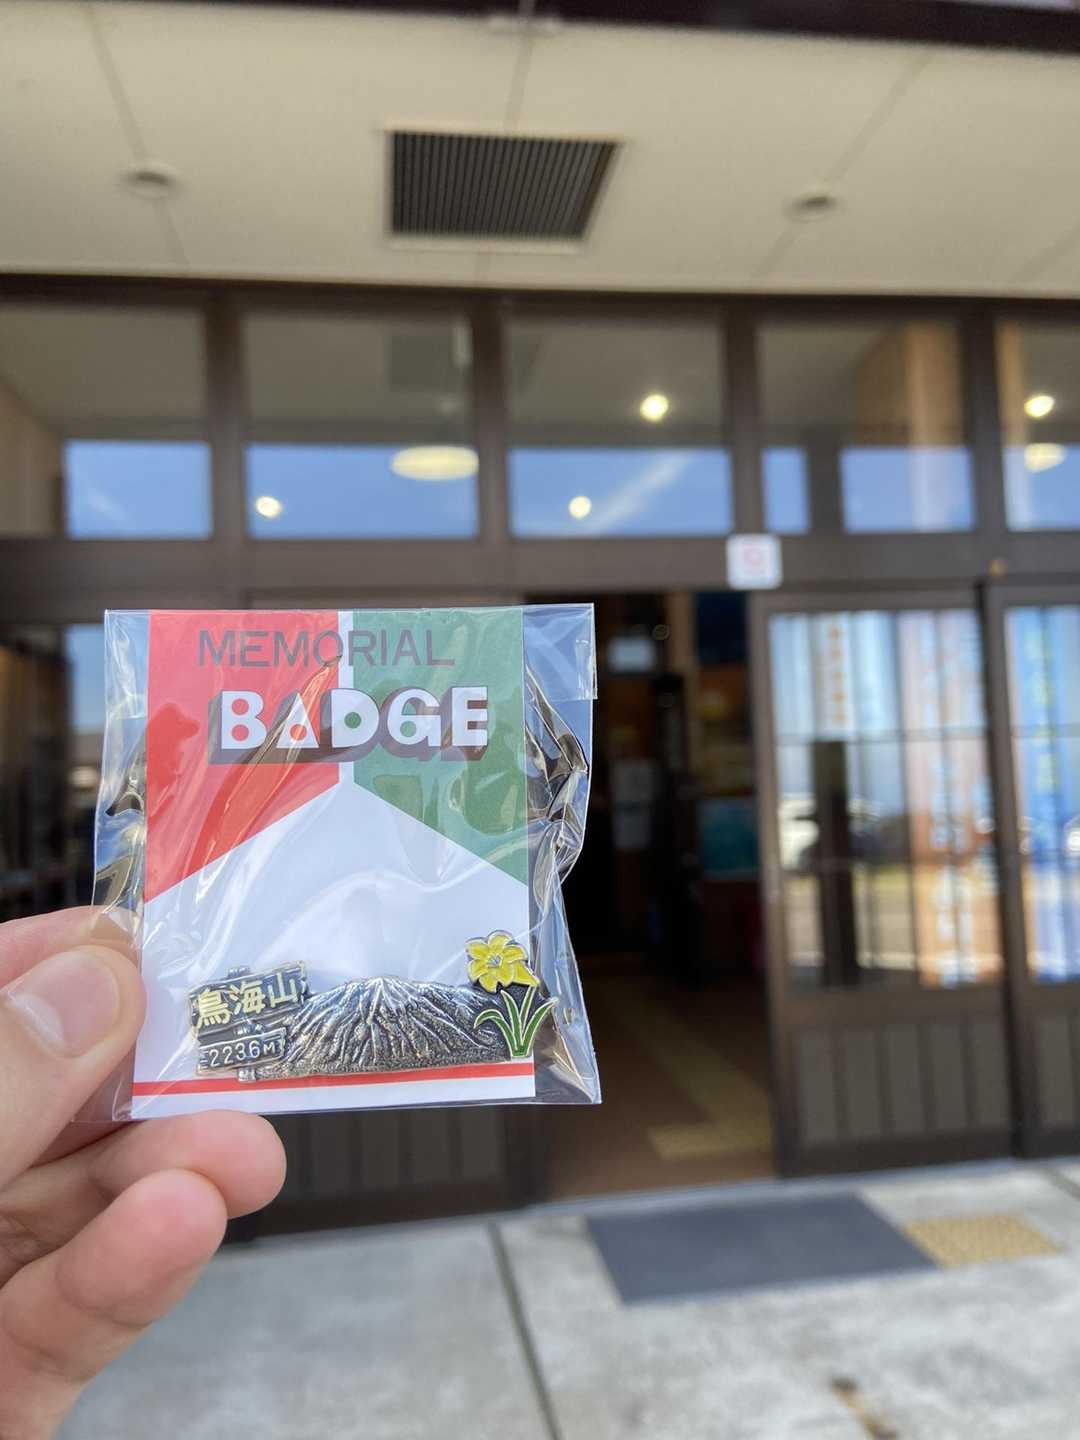 MEMORIAL
BADGE
鳥海山
2236M